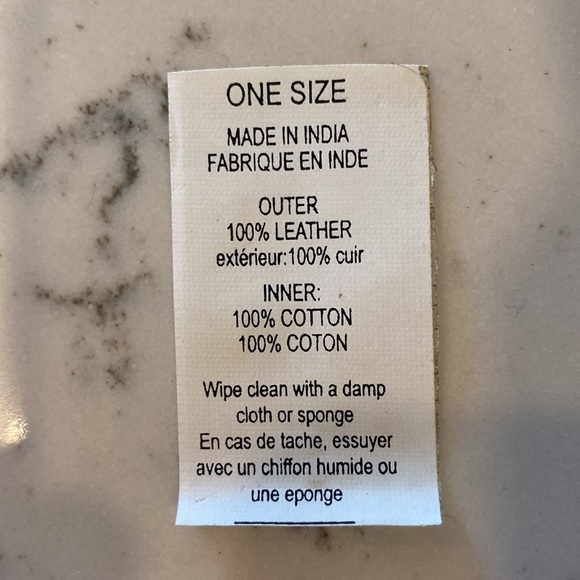 ONE SIZE
MADE IN INDIA
FABRIQUE EN INDE
OUTER
100% LEATHER
extérieur:100% cuir
INNER:
100% COTTON
100% COTON
Wipe clean with a damp
cloth or sponge
En cas de tache, essuyer
avec un chiffon humide ou
une eponge